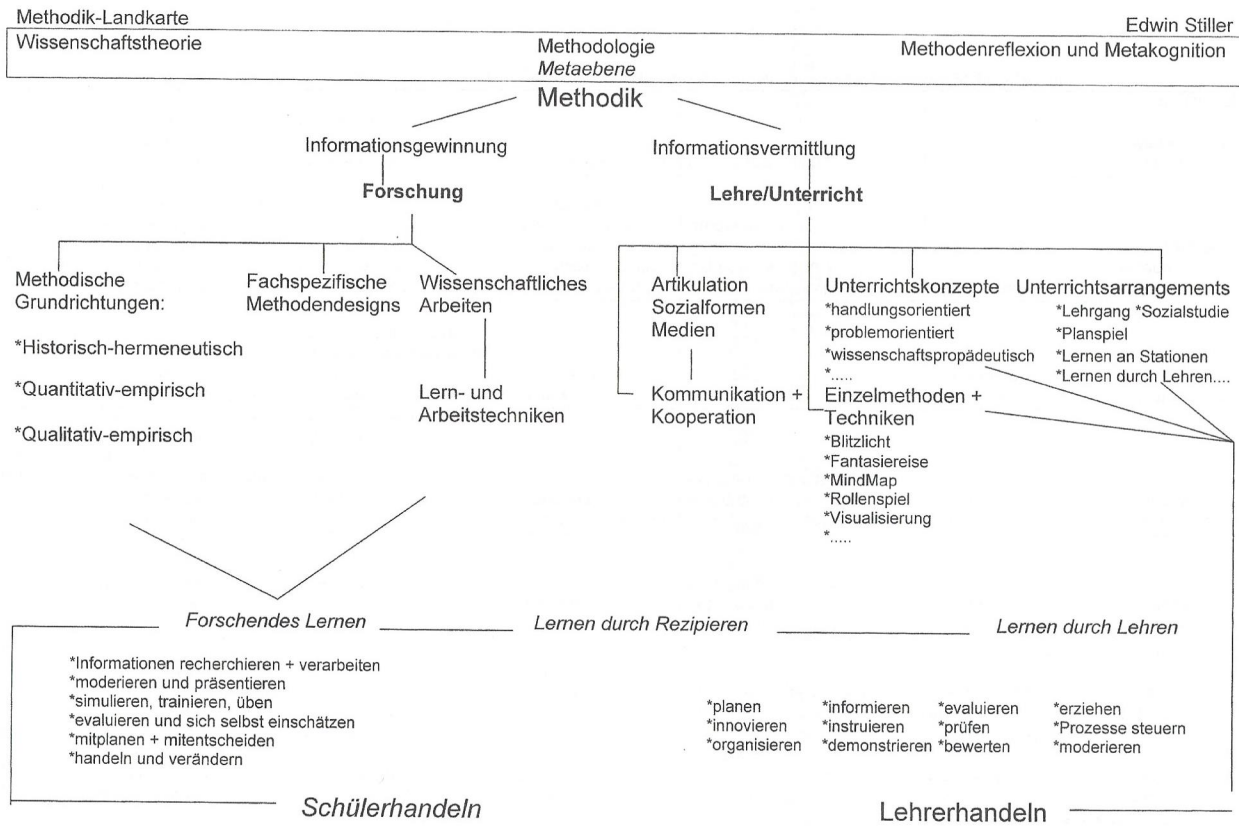 Methodik-Landkarte
Edwin Stiller
Wissenschaftstheorie
Methodologie
Metaebene
Methodenreflexion und Metakognition
Methodik
Informationsgewinnung
Informationsvermittlung
Forschung
Lehre/Unterricht
Methodische
Grundrichtungen:
*Historisch-hermeneutisch
*Quantitativ-empirisch
*Qualitativ-empirisch
Fachspezifische
Methodendesigns
Wissenschaftliches
Arbeiten
Lern- und
Arbeitstechniken
Artikulation
Sozialformen
Medien
Kommunikation +
Kooperation
Unterrichtskonzepte
*handlungsorientiert
*problemorientiert
*wissenschaftspropädeutisch
*.....
Einzelmethoden +
Techniken
*Blitzlicht
*Fantasiereise
*MindMap
*Rollenspiel
*Visualisierung
*.....
Unterrichtsarrangements
*Lehrgang *Sozialstudie
*Planspiel
*Lernen an Stationen
*Lernen durch Lehren....
Forschendes Lernen
Lernen durch Rezipieren
Lernen durch Lehren
*Informationen recherchieren + verarbeiten
*moderieren und präsentieren
*simulieren, trainieren, üben
*evaluieren und sich selbst einschätzen
*mitplanen + mitentscheiden
*handeln und verändern
*planen *informieren *evaluieren *erziehen
*innovieren *instruieren *prüfen *Prozesse steuern
*organisieren *demonstrieren *bewerten *moderieren
Schülerhandeln
Lehrerhandeln